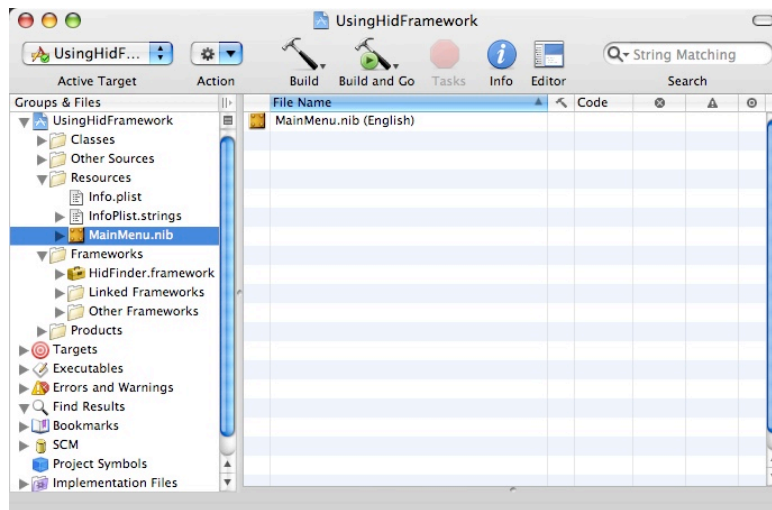 UsingHidFramework
UsingHidF...
String Matching
Active Target
Action
Build
Build and Go
Tasks
Info
Editor
Search
Groups & Files
File Name
Code
UsingHidFramework
MainMenu.nib (English)
Classes
Other Sources
Resources
Info.plist
InfoPlist.strings
MainMenu.nib
Frameworks
HidFinder.framework
Linked Frameworks
Other Frameworks
Products
Targets
Executables
Errors and Warnings
Find Results
Bookmarks
SCM
Project Symbols
Implementation Files